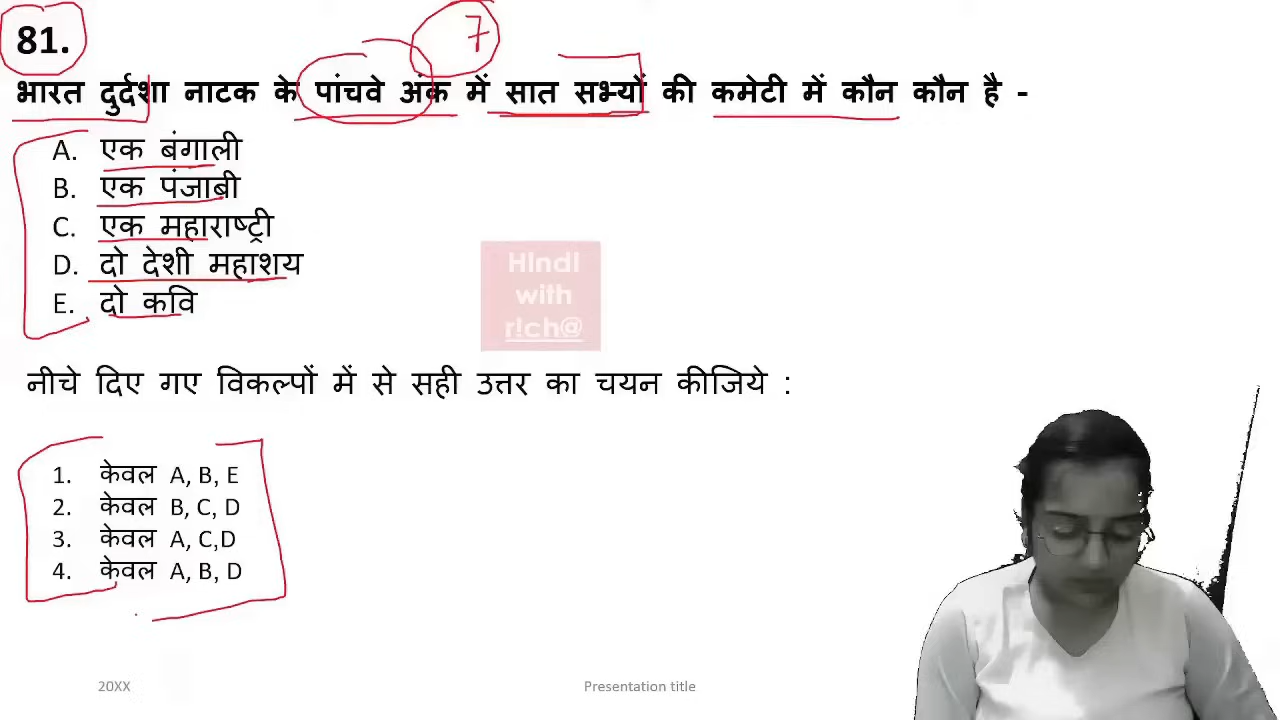 81.
7
भारत दुर्दशा नाटक के पांचवे अंक में सात सभ्यों की कमेटी में कौन कौन है -
A. एक बंगाली
B. एक पंजाबी
C. एक महाराष्ट्री
D. दो देशी महाशय
E. दो कवि
HIndI
with
r!ch@
नीचे दिए गए विकल्पों में से सही उत्तर का चयन कीजिये :
1. केवल A, B, E
2. केवल B, C, D
3. केवल A, C,D
4. केवल A, B, D
20XX
Presentation title